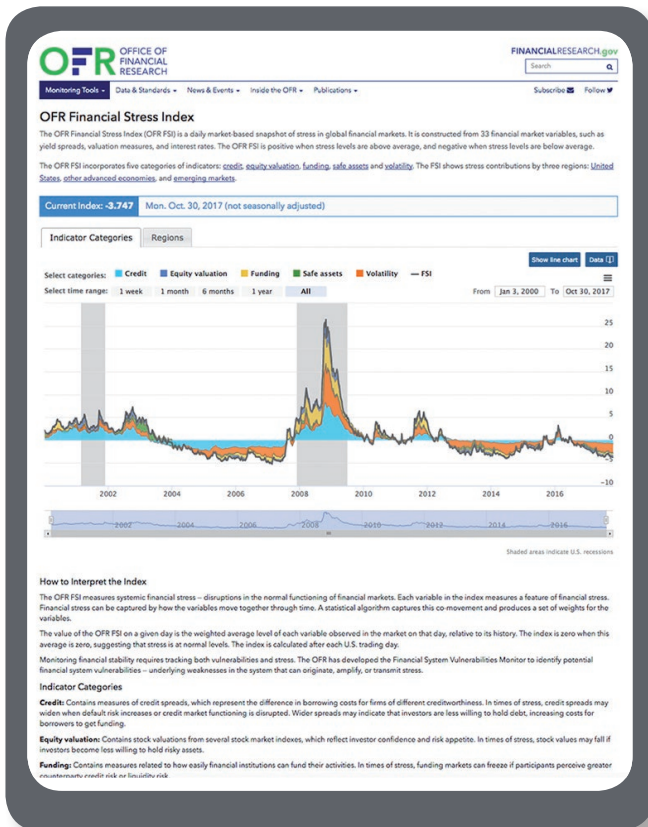 OFR OFFICE OF
FINANCIAL
RESEARCH
FINANCIALRESEARCH.gov
Search
Monitoring Tools Data & Standards News & Events Inside the OFR Publications Subscribe Follow
OFR Financial Stress Index
The OFR Financial Stress Index (OFR FSI) is a daily market-based snapshot of stress in global financial markets. It is constructed from 33 financial market variables, such as
yield spreads, valuation measures, and interest rates. The OFR FSI is positive when stress levels are above average, and negative when stress levels are below average.
The OFR FSI incorporates five categories of indicators: credit, equity valuation, funding, safe assets and volatility. The FSI shows stress contributions by three regions: United
States, other advanced economies, and emerging markets.
Current Index: -3.747 Mon. Oct. 30, 2017 (not seasonally adjusted)
Indicator Categories Regions
Show line chart Data
Select categories: Credit Equity valuation Funding Safe assets Volatility — FSI
Select time range: 1 week 1 month 6 months 1 year All From Jan 3, 2000 To Oct 30, 2017
25
20
15
10
5
0
-5
-10
2002 2004 2006 2008 2010 2012 2014 2016
2002 2004 2006 2008 2010 2012 2014 2016
Shaded areas indicate U.S. recessions
How to Interpret the Index
The OFR FSI measures systemic financial stress – disruptions in the normal functioning of financial markets. Each variable in the index measures a feature of financial stress.
Financial stress can be captured by how the variables move together through time. A statistical algorithm captures this co-movement and produces a set of weights for the
variables.
The value of the OFR FSI on a given day is the weighted average level of each variable observed in the market on that day, relative to its history. The index is zero when this
average is zero, suggesting that stress is at normal levels. The index is calculated after each U.S. trading day.
Monitoring financial stability requires tracking both vulnerabilities and stress. The OFR has developed the Financial System Vulnerabilities Monitor to identify potential
financial system vulnerabilities – underlying weaknesses in the system that can originate, amplify, or transmit stress.
Indicator Categories
Credit: Contains measures of credit spreads, which represent the difference in borrowing costs for firms of different creditworthiness. In times of stress, credit spreads may
widen when default risk increases or credit market functioning is disrupted. Wider spreads may indicate that investors are less willing to hold debt, increasing costs for
borrowers to get funding.
Equity valuation: Contains stock valuations from several stock market indexes, which reflect investor confidence and risk appetite. In times of stress, stock values may fall if
investors become less willing to hold risky assets.
Funding: Contains measures related to how easily financial institutions can fund their activities. In times of stress, funding markets can freeze if participants perceive greater
counterparty credit risk or liquidity risk.